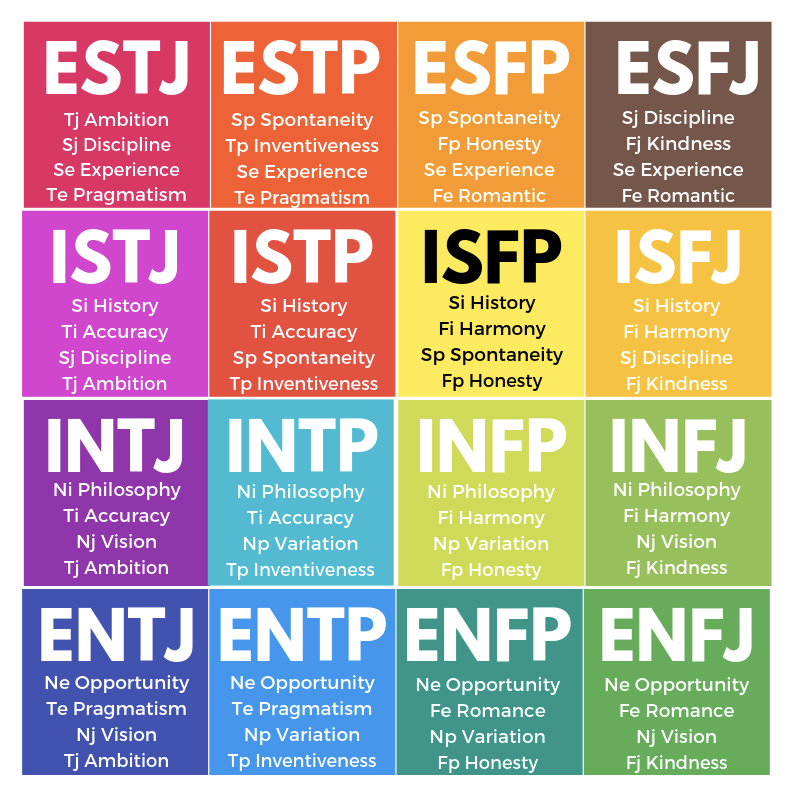 ESTJ
Tj Ambition
Sj Discipline
Se Experience
Te Pragmatism
ESTP
Sp Spontaneity
Tp Inventiveness
Se Experience
Te Pragmatism
ESFP
Sp Spontaneity
Fp Honesty
Se Experience
Fe Romantic
ESFJ
Sj Discipline
Fj Kindness
Se Experience
Fe Romantic
ISTJ
Si History
Ti Accuracy
Sj Discipline
Tj Ambition
ISTP
Si History
Ti Accuracy
Sp Spontaneity
Tp Inventiveness
ISFP
Si History
Fi Harmony
Sp Spontaneity
Fp Honesty
ISFJ
Si History
Fi Harmony
Sj Discipline
Fj Kindness
INTJ
Ni Philosophy
Ti Accuracy
Nj Vision
Tj Ambition
INTP
Ni Philosophy
Ti Accuracy
Np Variation
Tp Inventiveness
INFP
Ni Philosophy
Fi Harmony
Np Variation
Fp Honesty
INFJ
Ni Philosophy
Fi Harmony
Nj Vision
Fj Kindness
ENTJ
Ne Opportunity
Te Pragmatism
Nj Vision
Tj Ambition
ENTP
Ne Opportunity
Te Pragmatism
Np Variation
Tp Inventiveness
ENFP
Ne Opportunity
Fe Romance
Np Variation
Fp Honesty
ENFJ
Ne Opportunity
Fe Romance
Nj Vision
Fj Kindness